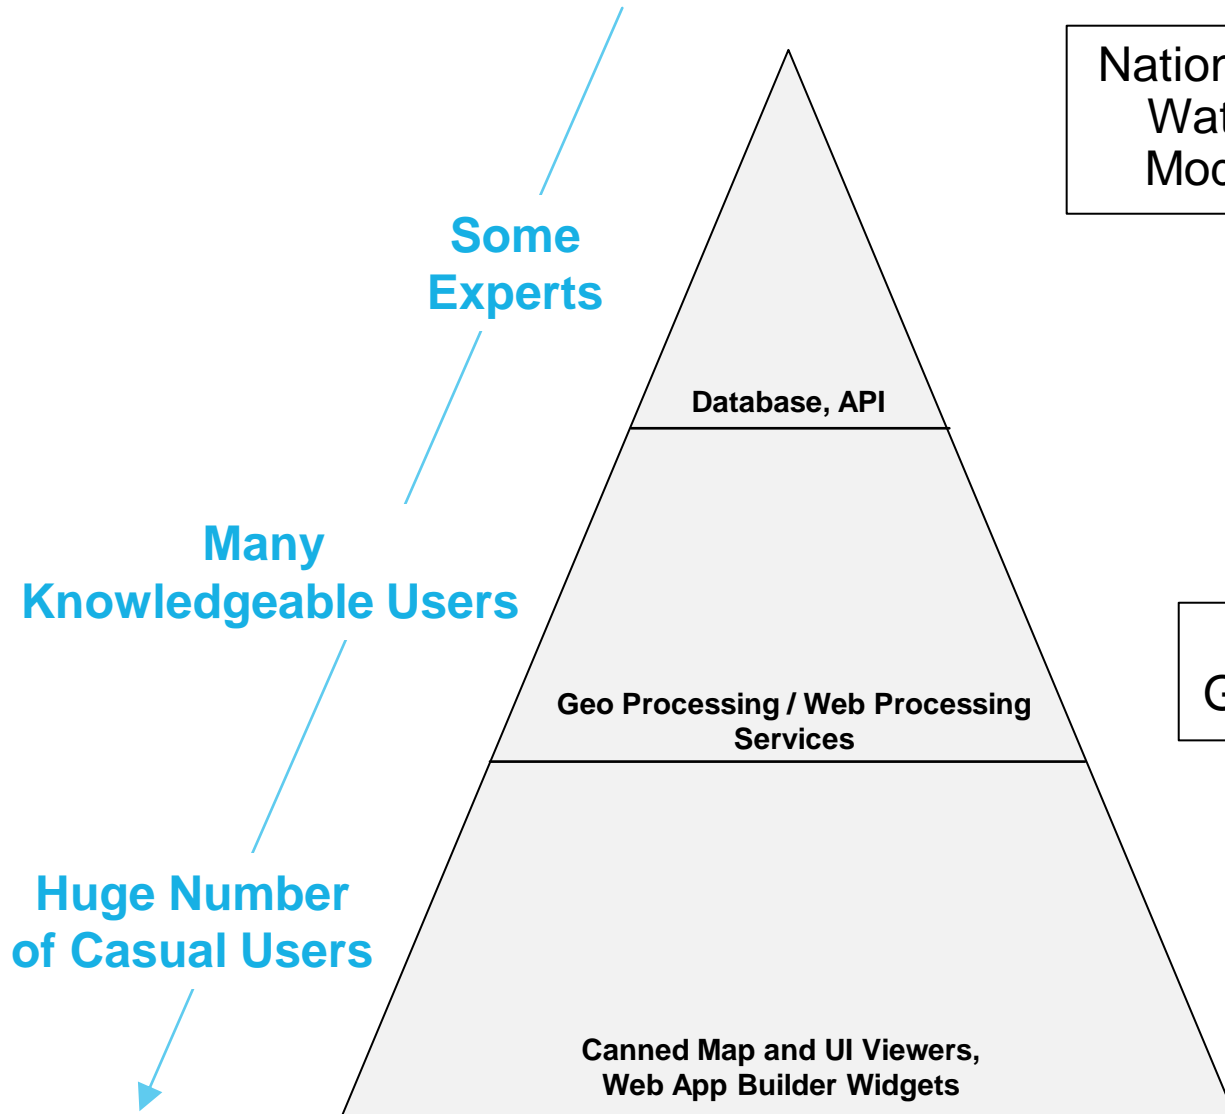 Some
Experts
Database, API
Many
Knowledgeable Users
Geo Processing / Web Processing
Services
Huge Number
of Casual Users
Canned Map and UI Viewers,
Web App Builder Widgets